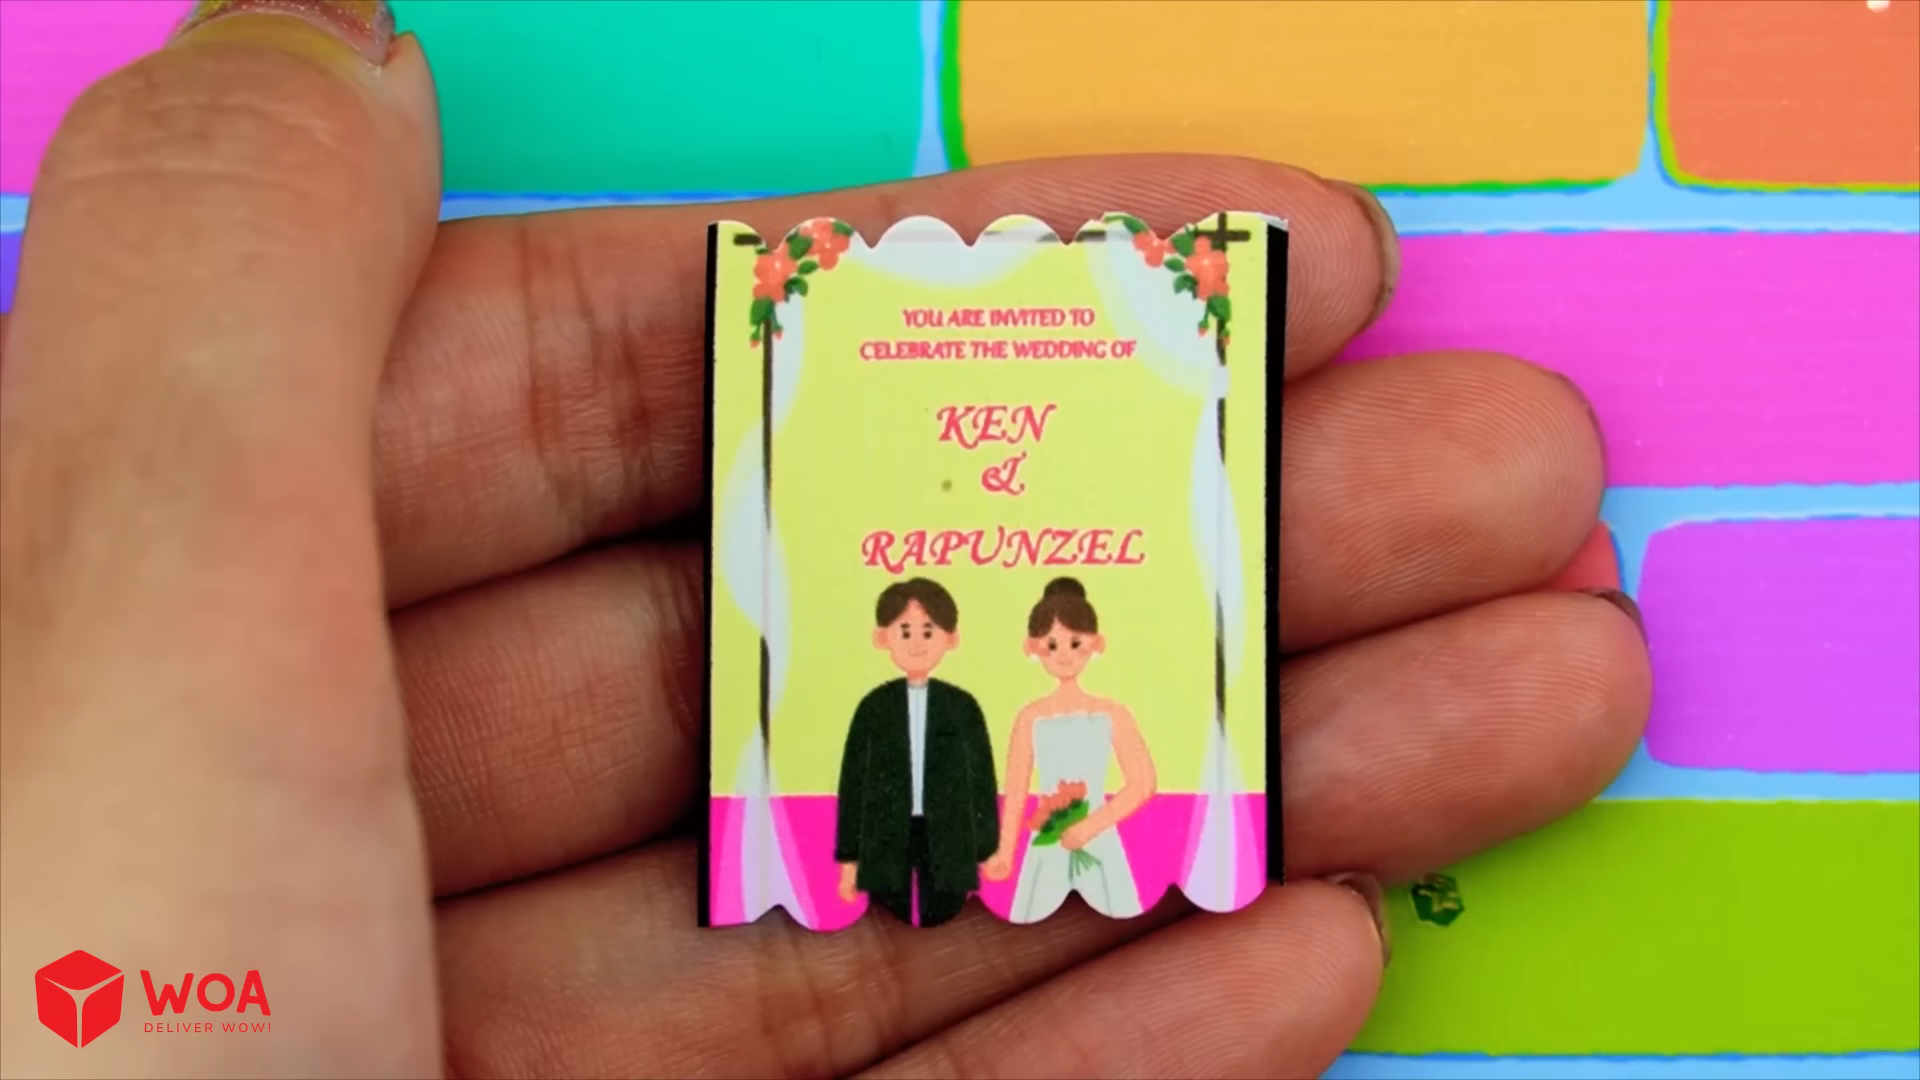 YOU ARE INVITED TO
CELEBRATE THE WEDDING OF
KEN
&
RAPUNZEL
WOA
DELIVER WOW!